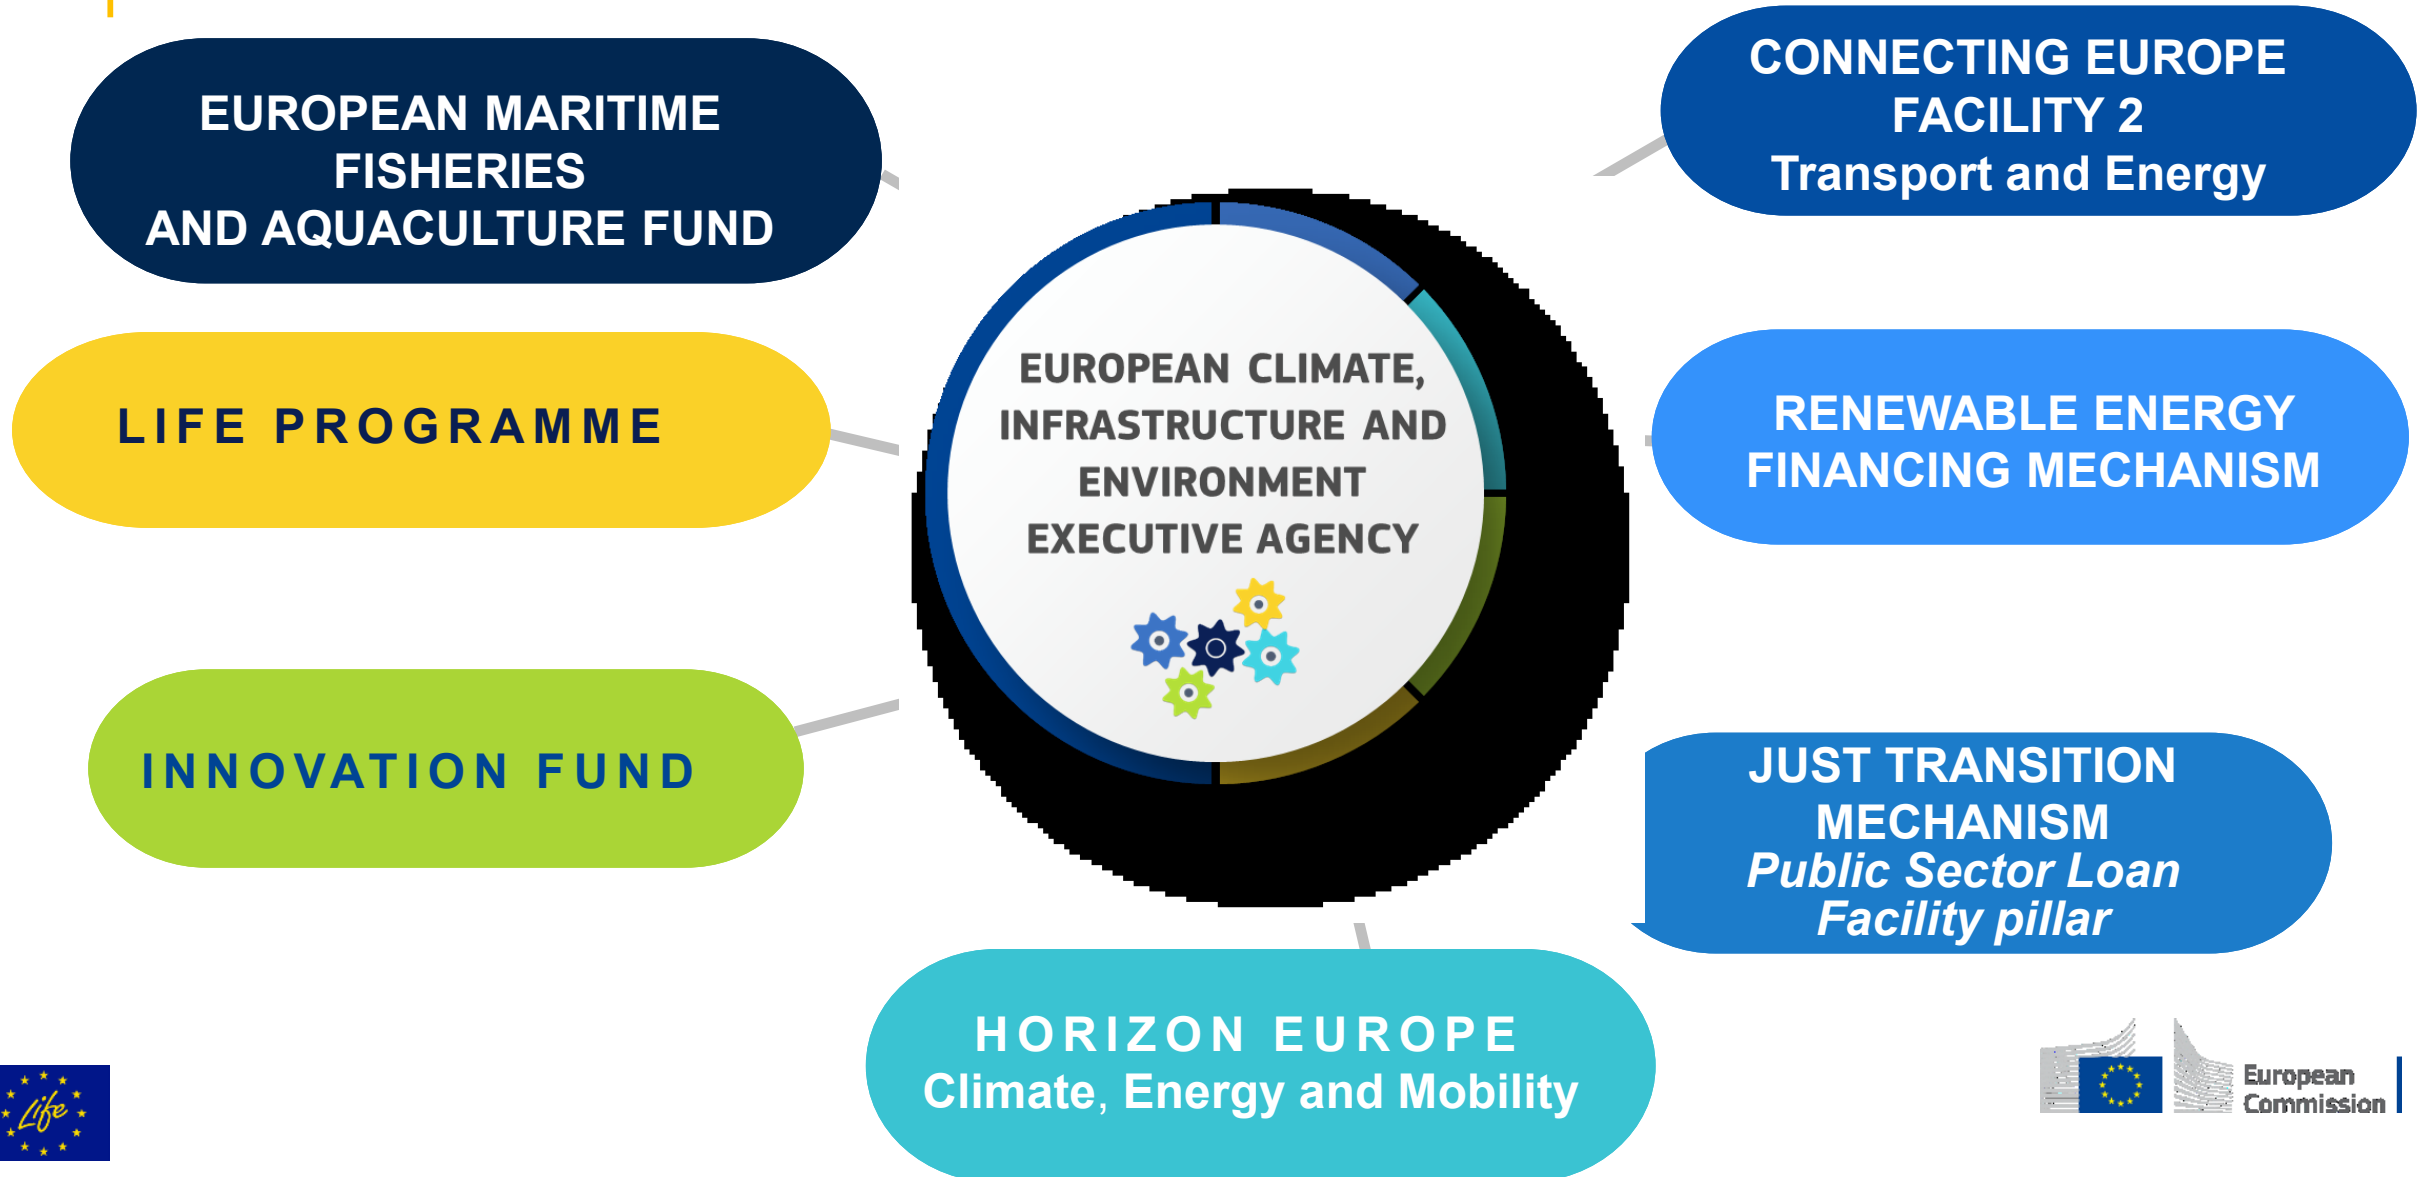 EUROPEAN MARITIME
FISHERIES
AND AQUACULTURE FUND
CONNECTING EUROPE
FACILITY 2
Transport and Energy
LIFE PROGRAMME
EUROPEAN CLIMATE,
INFRASTRUCTURE AND
ENVIRONMENT
EXECUTIVE AGENCY
RENEWABLE ENERGY
FINANCING MECHANISM
INNOVATION FUND
JUST TRANSITION
MECHANISM
Public Sector Loan
Facility pillar
HORIZON EUROPE
Climate, Energy and Mobility
Life
European
Commission